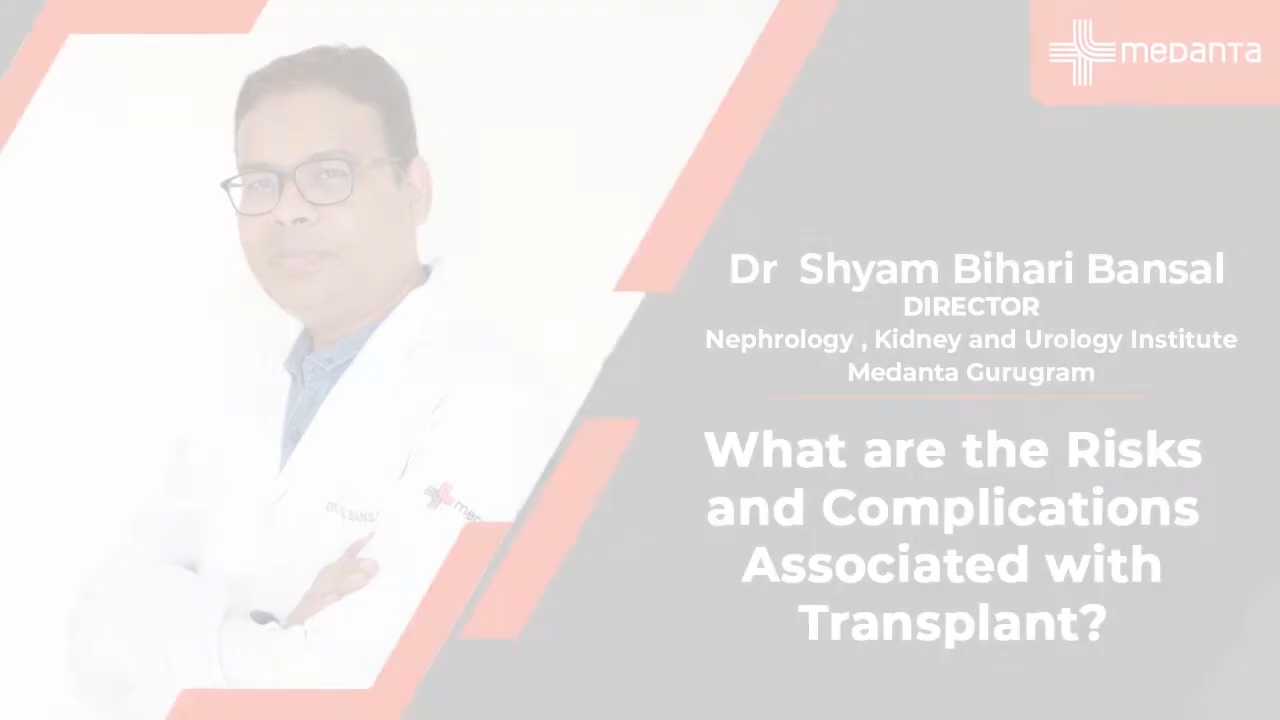 medanta
Dr Shyam Bihari Bansal
DIRECTOR
Nephrology , Kidney and Urology Institute
Medanta Gurugram
What are the Risks
and Complications
Associated with
Transplant?